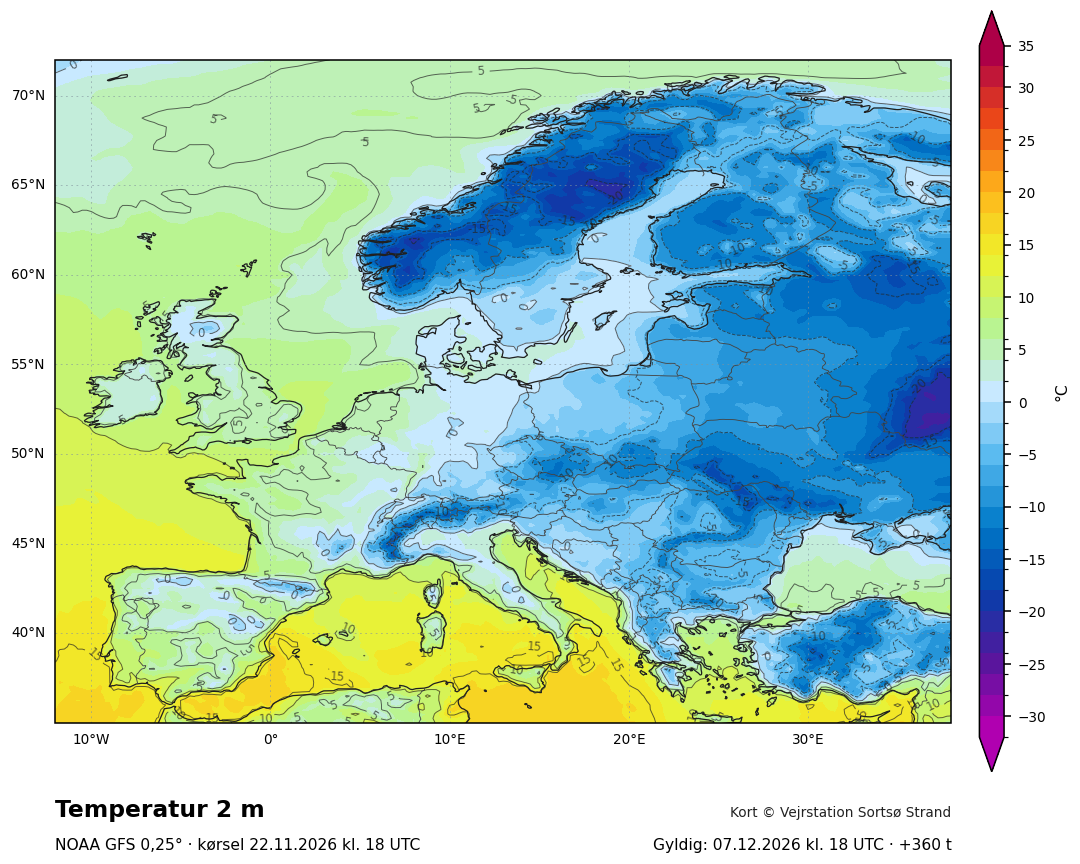 35
30
25
20
15
10
5
0
−5
−10
−15
−20
−25
−30
°C
70°N
65°N
60°N
55°N
50°N
45°N
40°N
10°W 0° 10°E 20°E 30°E
Temperatur 2 m
Kort © Vejrstation Sortsø Strand
NOAA GFS 0,25° · kørsel 22.11.2026 kl. 18 UTC
Gyldig: 07.12.2026 kl. 18 UTC · +360 t